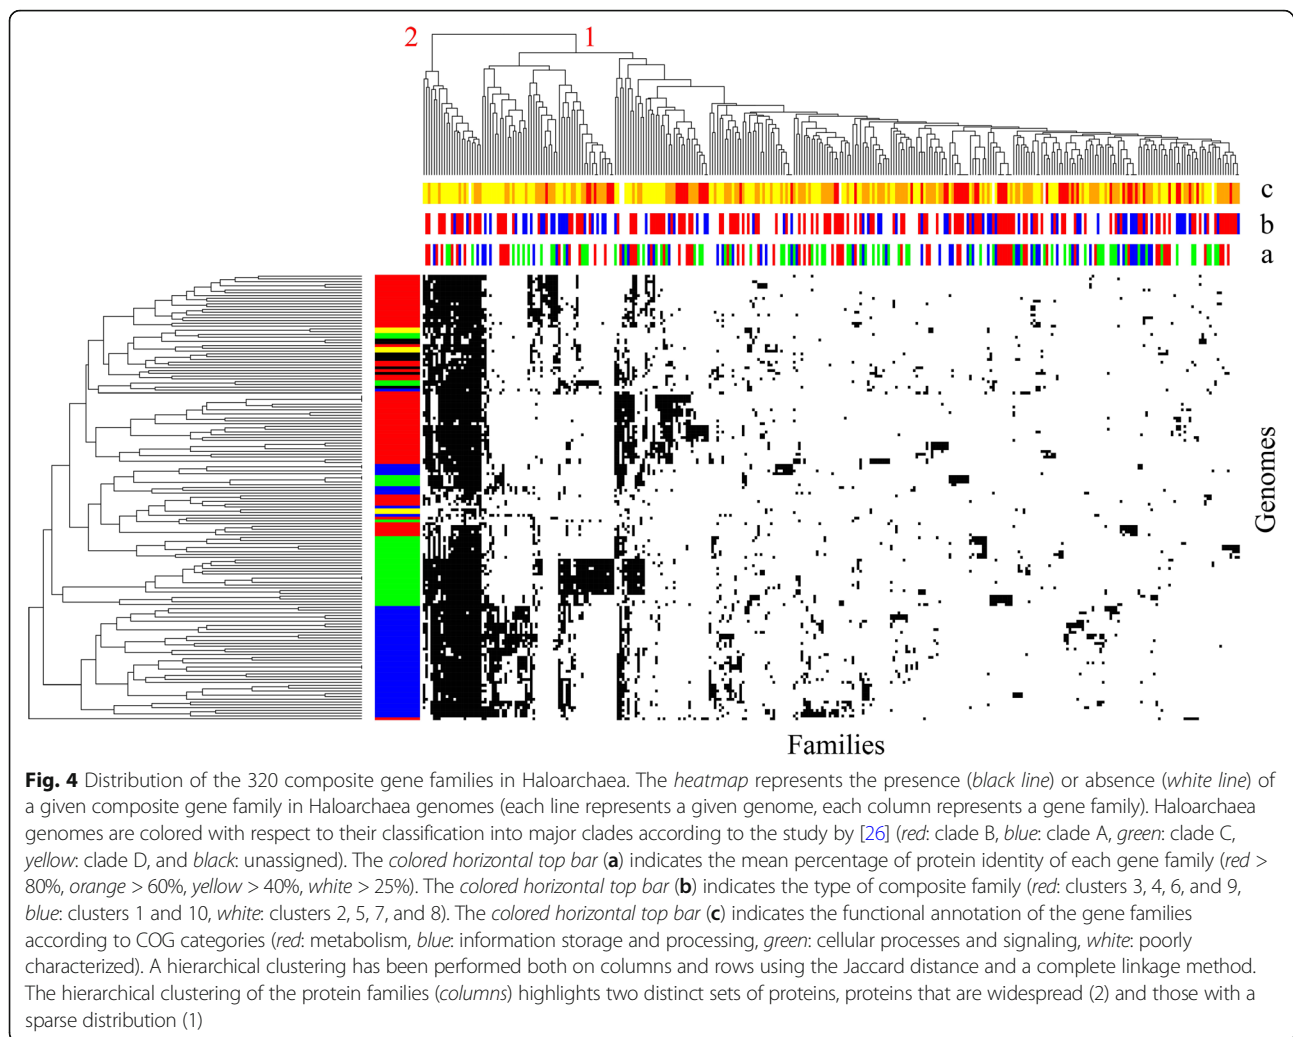 2
1
c
b
a
Genomes
Families
Fig. 4 Distribution of the 320 composite gene families in Haloarchaea. The heatmap represents the presence (black line) or absence (white line) of
a given composite gene family in Haloarchaea genomes (each line represents a given genome, each column represents a gene family). Haloarchaea
genomes are colored with respect to their classification into major clades according to the study by [26] (red: clade B, blue: clade A, green: clade C,
yellow: clade D, and black: unassigned). The colored horizontal top bar (a) indicates the mean percentage of protein identity of each gene family (red >
80%, orange > 60%, yellow > 40%, white > 25%). The colored horizontal top bar (b) indicates the type of composite family (red: clusters 3, 4, 6, and 9,
blue: clusters 1 and 10, white: clusters 2, 5, 7, and 8). The colored horizontal top bar (c) indicates the functional annotation of the gene families
according to COG categories (red: metabolism, blue: information storage and processing, green: cellular processes and signaling, white: poorly
characterized). A hierarchical clustering has been performed both on columns and rows using the Jaccard distance and a complete linkage method.
The hierarchical clustering of the protein families (columns) highlights two distinct sets of proteins, proteins that are widespread (2) and those with a
sparse distribution (1)